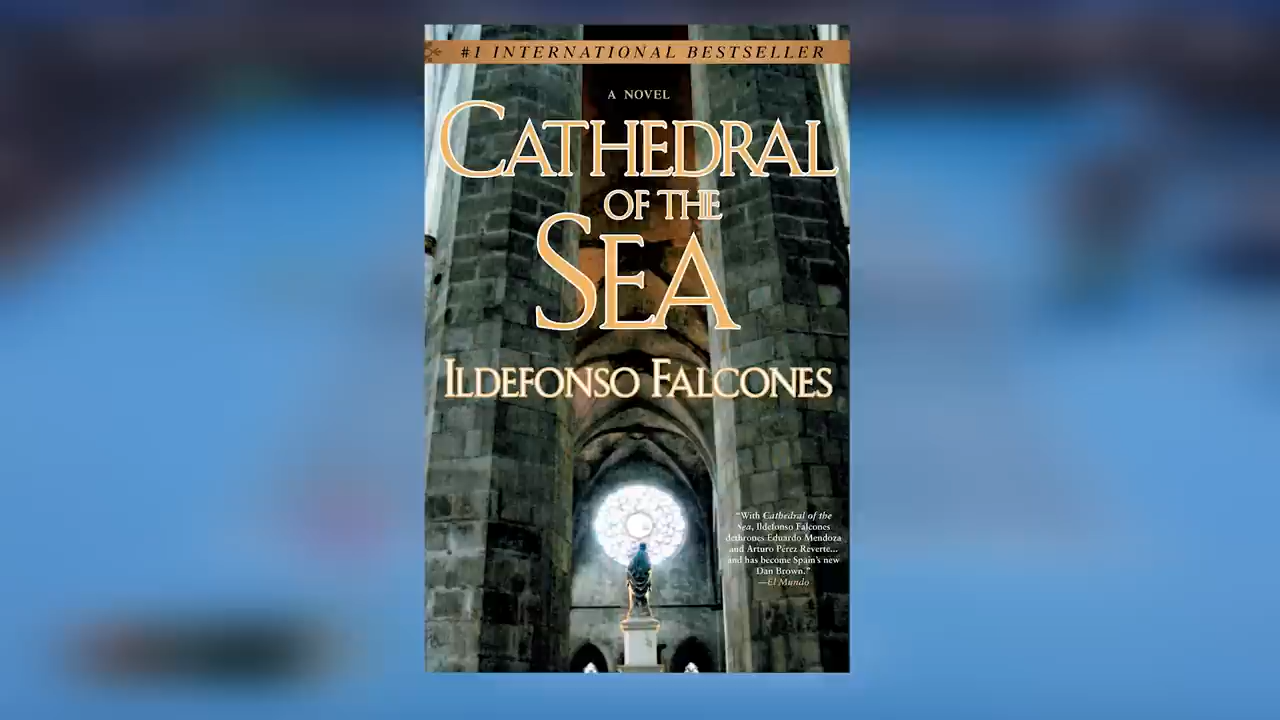 #1 INTERNATIONAL BESTSELLER
A NOVEL
CATHEDRAL
OF THE
SEA
ILDEFONSO FALCONES
"With Cathedral of the
Sea, Ildefonso Falcones
dethrones Eduardo Mendoza
and Arturo Pérez Reverte...
and has become Spain's new
Dan Brown."
—El Mundo